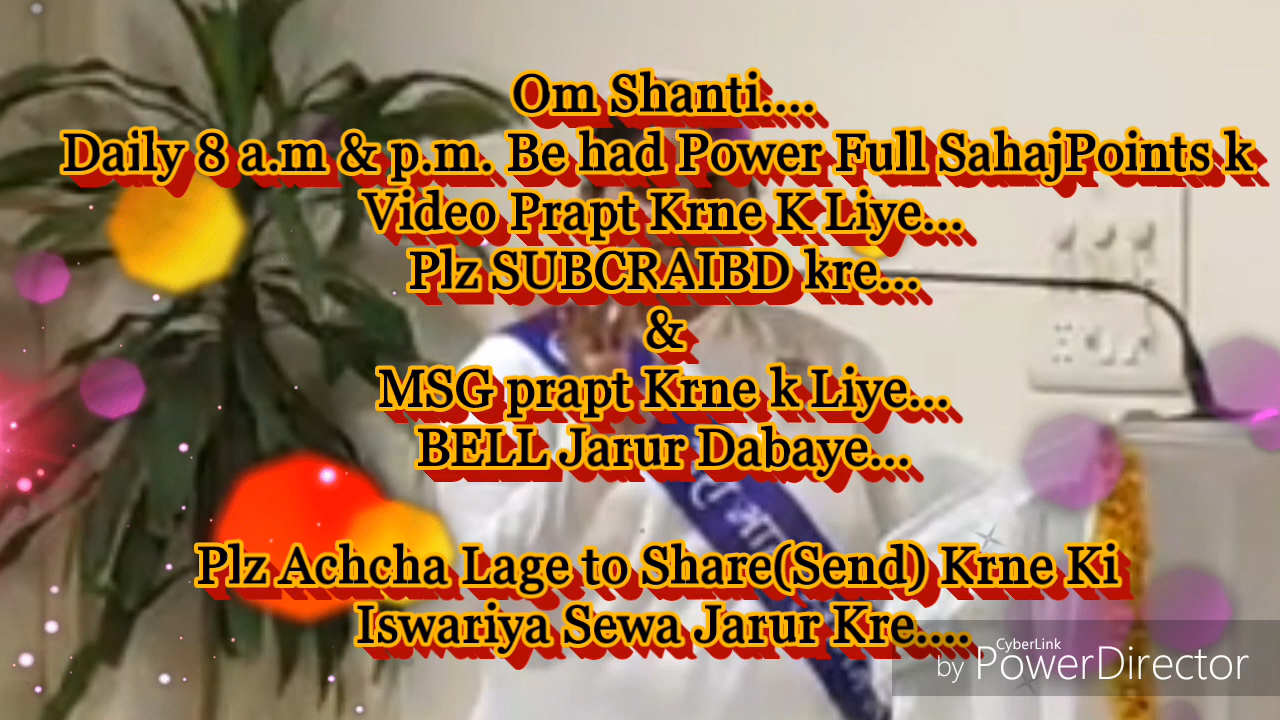 Om Shanti....
Daily 8 a.m & p.m. Be had Power Full SahajPoints k
Video Prapt Krne K Liye...
Plz SUBCRAIBD kre...
&
MSG prapt Krne k Liye...
BELL Jarur Dabaye...
Plz Achcha Lage to Share(Send) Krne Ki
Iswariya Sewa Jarur Kre....
CyberLink
by PowerDirector